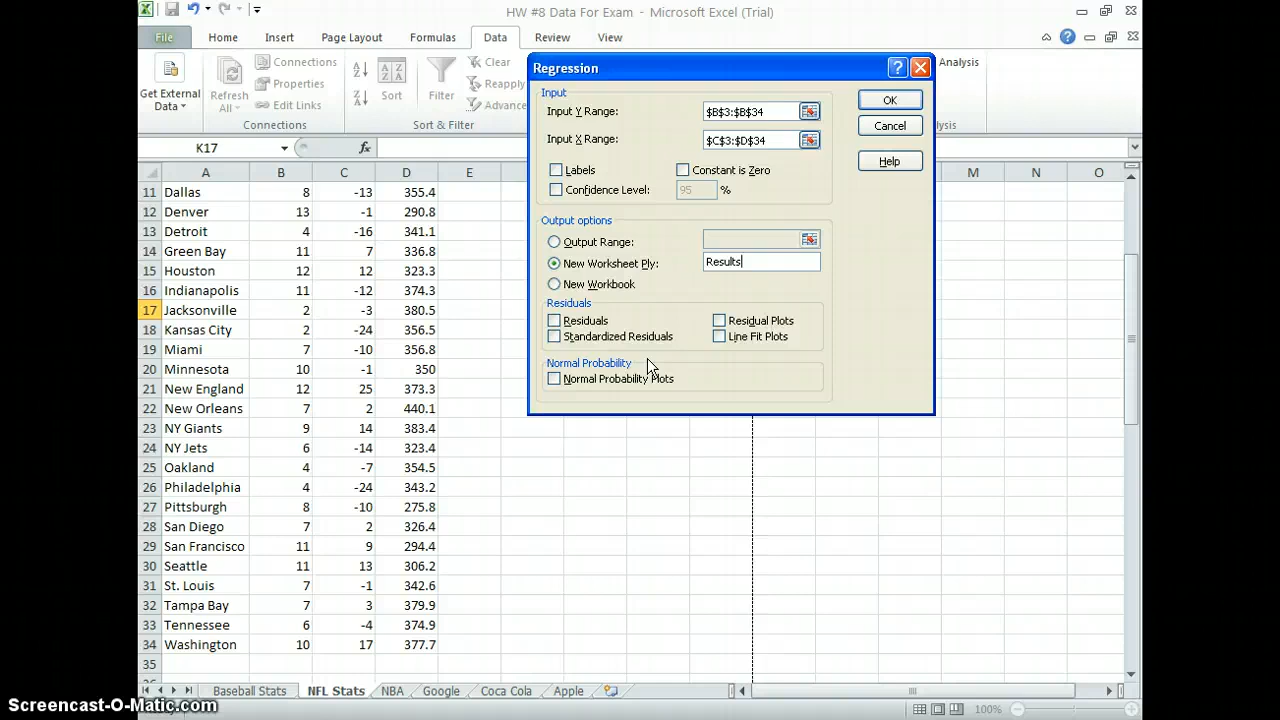 HW #8 Data For Exam - Microsoft Excel (Trial)
File Home Insert Page Layout Formulas Data Review View
Get External Data
Refresh All
Connections
Properties
Edit Links
Connections
Sort
Filter
Clear
Reapply
Advance
Sort & Filter
Analysis
lysis
K17
fx
A B C D E M N O
11 Dallas 8 -13 355.4
12 Denver 13 -1 290.8
13 Detroit 4 -16 341.1
14 Green Bay 11 7 336.8
15 Houston 12 12 323.3
16 Indianapolis 11 -12 374.3
17 Jacksonville 2 -3 380.5
18 Kansas City 2 -24 356.5
19 Miami 7 -10 356.8
20 Minnesota 10 -1 350
21 New England 12 25 373.3
22 New Orleans 7 2 440.1
23 NY Giants 9 14 383.4
24 NY Jets 6 -14 323.4
25 Oakland 4 -7 354.5
26 Philadelphia 4 -24 343.2
27 Pittsburgh 8 -10 275.8
28 San Diego 7 2 326.4
29 San Francisco 11 9 294.4
30 Seattle 11 13 306.2
31 St. Louis 7 -1 342.6
32 Tampa Bay 7 3 379.9
33 Tennessee 6 -4 374.9
34 Washington 10 17 377.7
35
Regression
Input
Input Y Range: $B$3:$B$34
Input X Range: $C$3:$D$34
Labels Constant is Zero
Confidence Level: 95 %
OK
Cancel
Help
Output options
Output Range:
New Worksheet Ply: Results
New Workbook
Residuals
Residuals Residual Plots
Standardized Residuals Line Fit Plots
Normal Probability
Normal Probability Plots
Baseball Stats NFL Stats NBA Google Coca Cola Apple
100%
Screencast-O-Matic.com